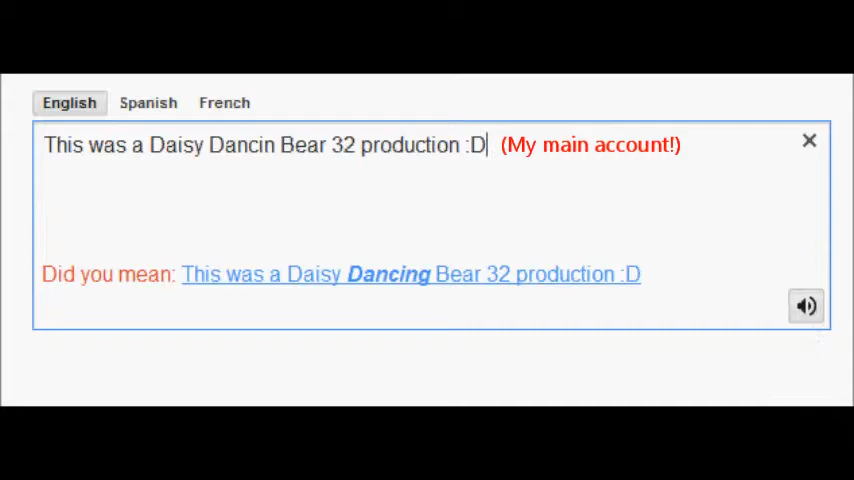 English Spanish French
This was a Daisy Dancin Bear 32 production :D (My main account!)
Did you mean: This was a Daisy Dancing Bear 32 production :D